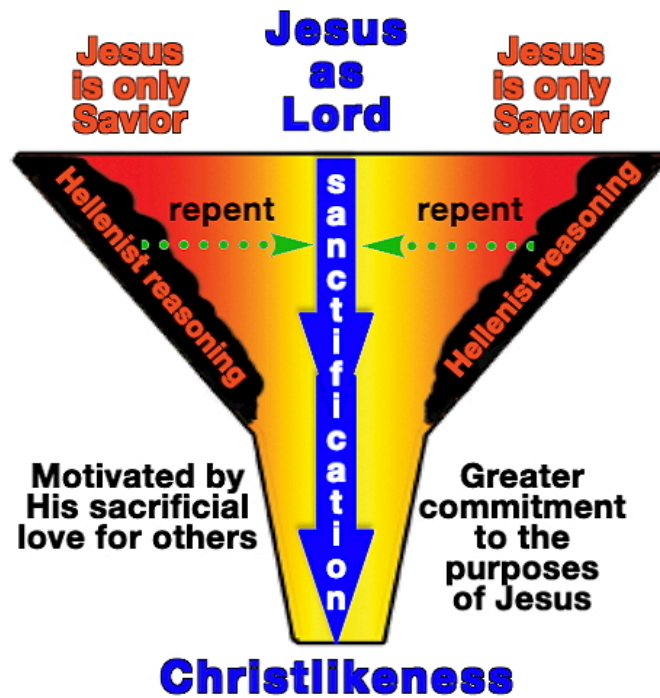 Jesus
is only
Savior
Jesus
as
Lord
Jesus
is only
Savior
Hellenist reasoning
repent
sanctification
repent
Hellenist reasoning
Motivated by
His sacrificial
love for others
Greater
commitment
to the
purposes
of Jesus
Christlikeness